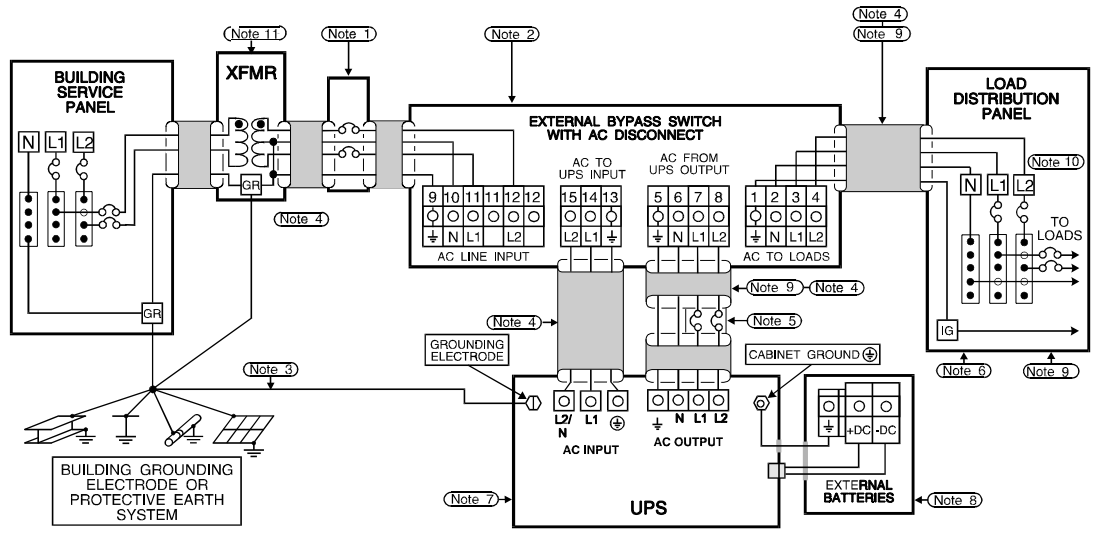 Note 4
Note 11
Note 1
Note 2
Note 9
BUILDING
SERVICE
PANEL
XFMR
LOAD
DISTRIBUTION
PANEL
EXTERNAL BYPASS SWITCH
WITH AC DISCONNECT
N L1 L2
AC TO
UPS INPUT
AC FROM
UPS OUTPUT
Note 10
GR
N L1 L2
9 10 11 11 12 12
15 14 13
5 6 7 8
1 2 3 4
Note 4
N L1 L2
L2 L1
N L1 L2
N L1 L2
TO
LOADS
AC LINE INPUT
AC TO LOADS
Note 9
Note 4
GR
Note 4
Note 5
IG
GROUNDING
ELECTRODE
CABINET GROUND
Note 3
Note 6
Note 9
L2/
N
L1
N L1 L2
AC INPUT
AC OUTPUT
+DC -DC
BUILDING GROUNDING
ELECTRODE OR
PROTECTIVE EARTH
SYSTEM
EXTERNAL
BATTERIES
Note 7
UPS
Note 8